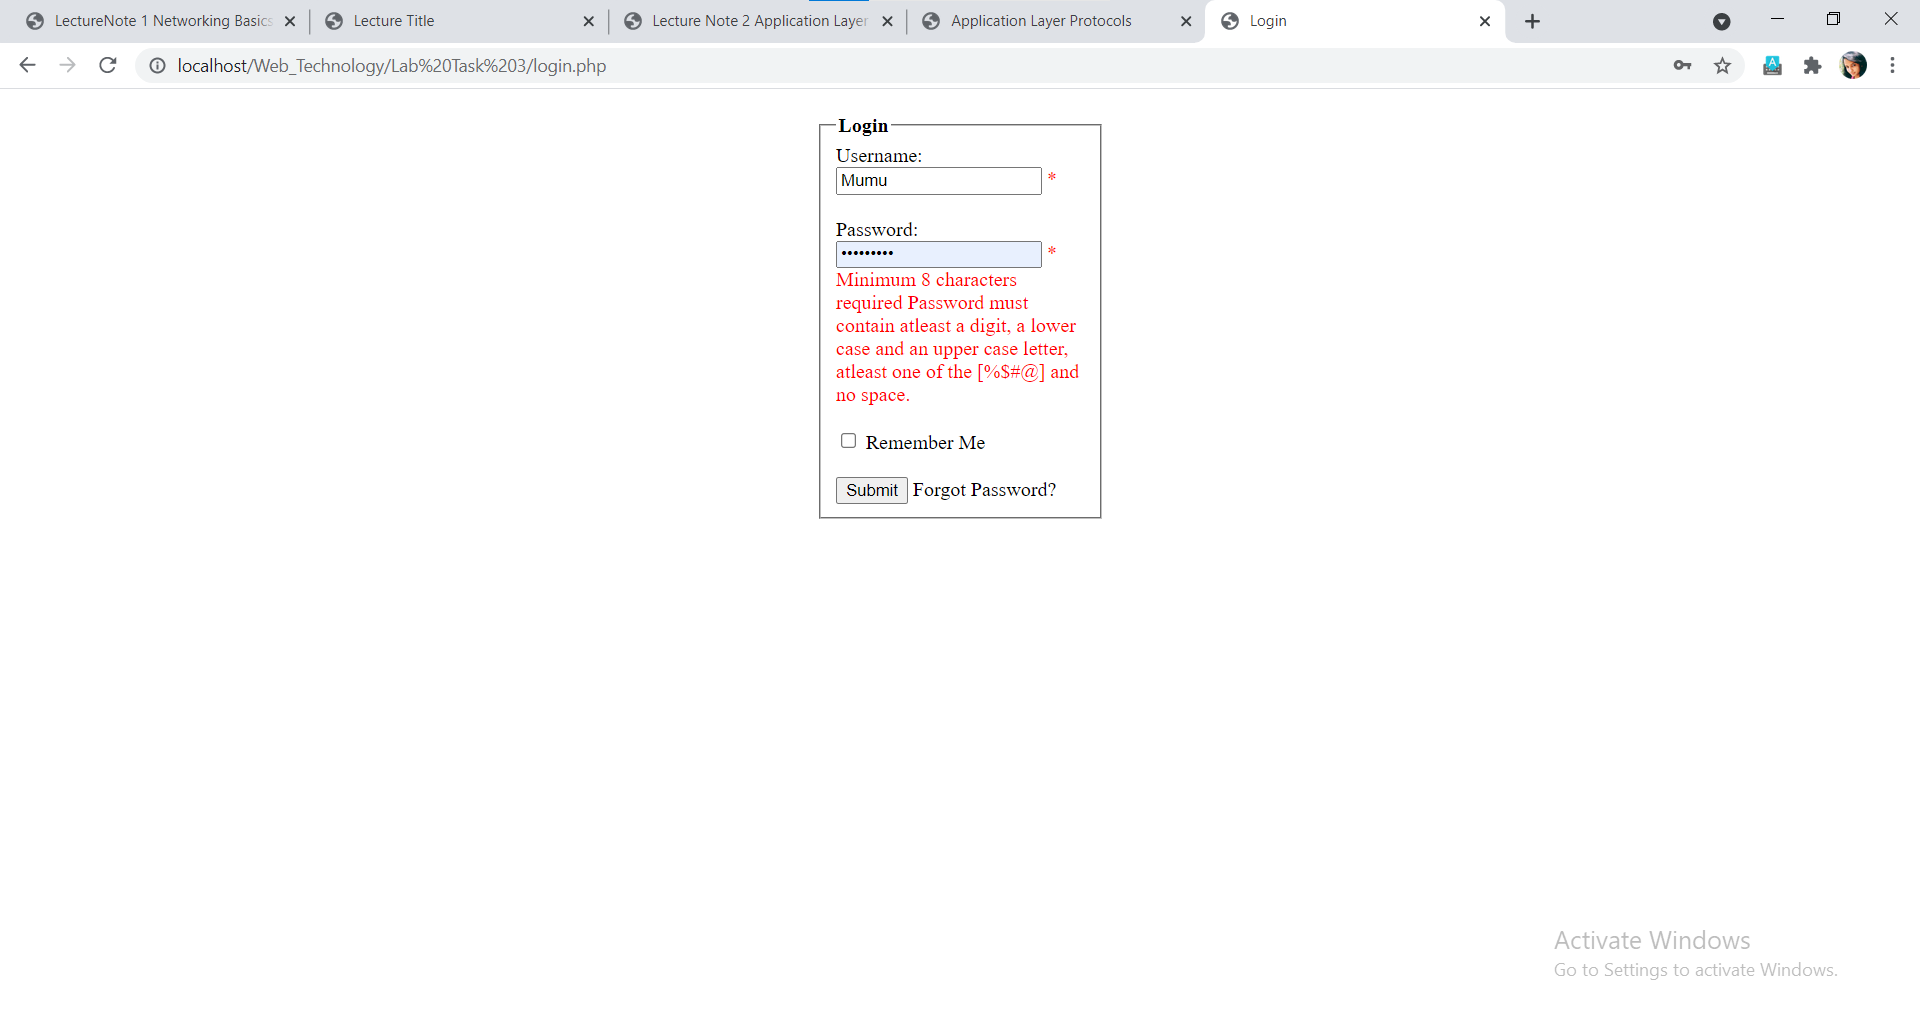 LectureNote 1 Networking Basics
Lecture Title
Lecture Note 2 Application Layer
Application Layer Protocols
Login
localhost/Web_Technology/Lab%20Task%203/login.php
Login
Username:
Mumu *
Password:
••••••••• *
Minimum 8 characters
required Password must
contain atleast a digit, a lower
case and an upper case letter,
atleast one of the [%$#@] and
no space.
Remember Me
Submit Forgot Password?
Activate Windows
Go to Settings to activate Windows.